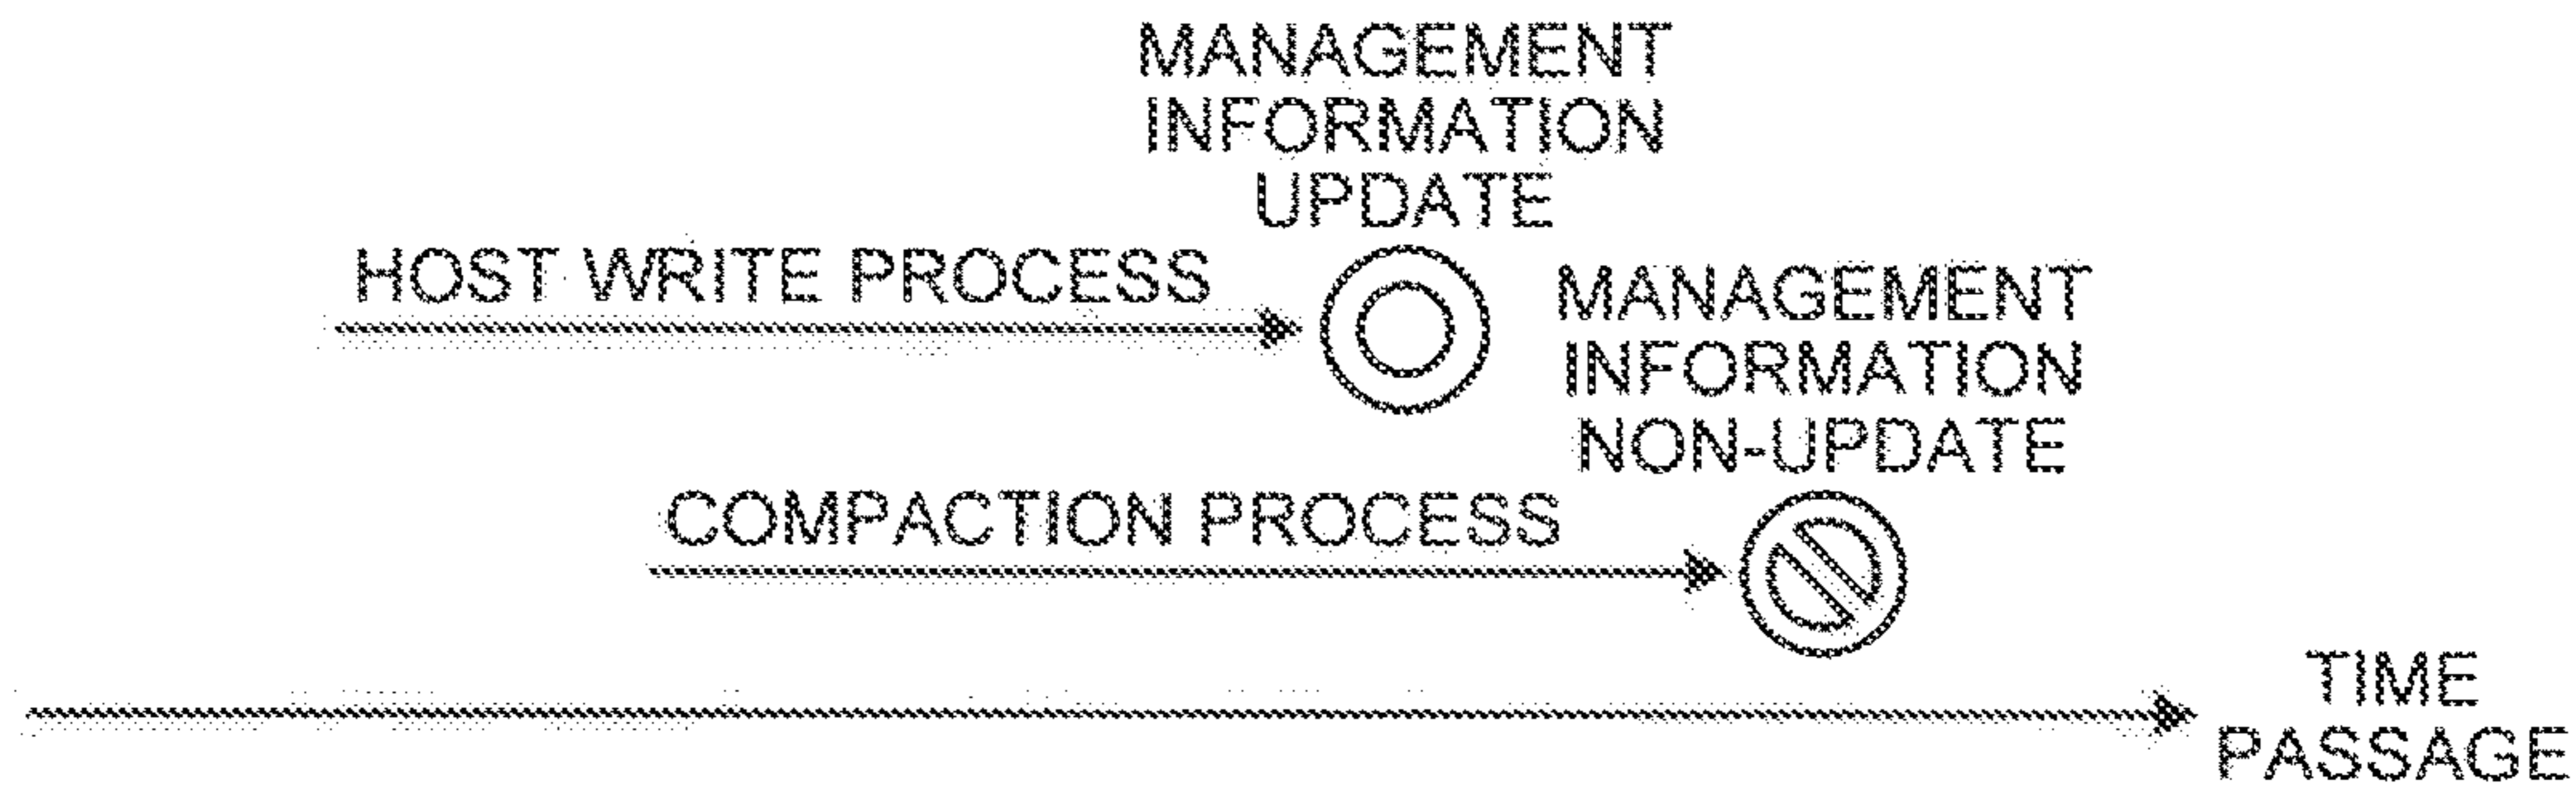 MANAGEMENT
INFORMATION
UPDATE
HOST WRITE PROCESS
MANAGEMENT
INFORMATION
NON-UPDATE
COMPACTION PROCESS
TIME
PASSAGE